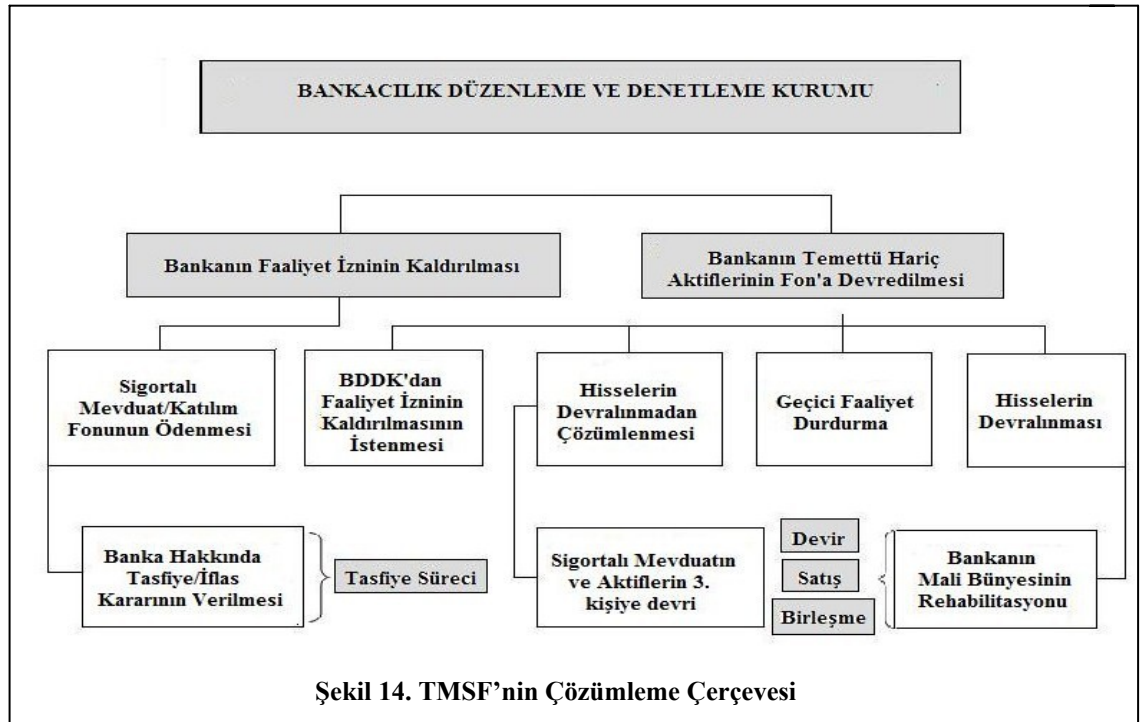 BANKACILIK DÜZENLEME VE DENETLEME KURUMU
Bankanın Faaliyet İzninin Kaldırılması
Bankanın Temettü Hariç
Aktiflerinin Fon'a Devredilmesi
Sigortalı
Mevduat/Katılım
Fonunun Ödenmesi
BDDK'dan
Faaliyet İzninin
Kaldırılmasının
İstenmesi
Hisselerin
Devralınmadan
Çözümlenmesi
Geçici Faaliyet
Durdurma
Hisselerin
Devralınması
Banka Hakkında
Tasfiye/İflas
Kararının Verilmesi
Tasfiye Süreci
Sigortalı Mevduatın
ve Aktiflerin 3.
kişiye devri
Devir
Satış
Birleşme
Bankanın
Mali Bünyesinin
Rehabilitasyonu
Şekil 14. TMSF’nin Çözümleme Çerçevesi